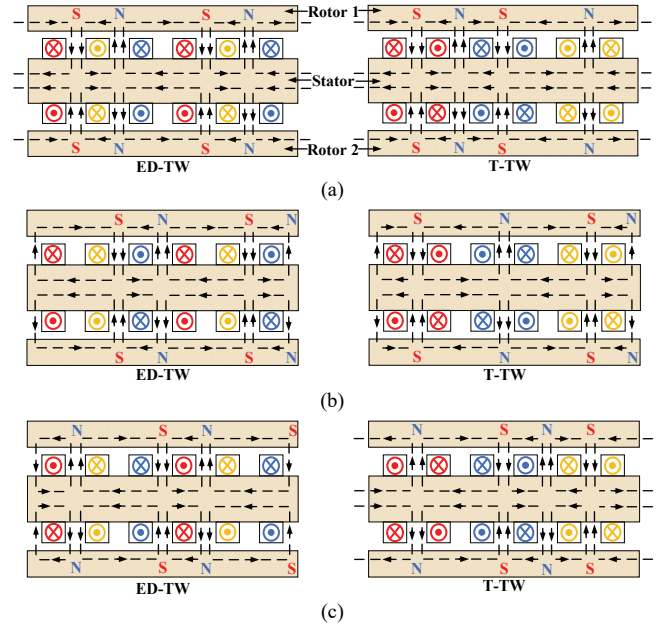 S N Rotor 1 S N
Stator
S N S N Rotor 2 S N S N
ED-TW T-TW
(a)
S N S N S N S N
S N S N S N S N
ED-TW T-TW
(b)
N S N S N S N S
N S N S N S N S
ED-TW T-TW
(c)